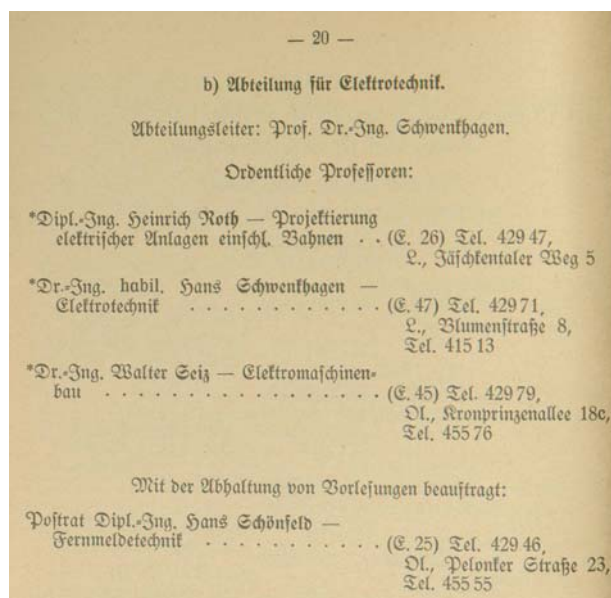 — 20 —
b) Abteilung für Elektrotechnik.
Abteilungsleiter: Prof. Dr.-Ing. Schwenkhagen.
Ordentliche Professoren:
*Dipl.-Ing. Heinrich Roth — Projektierung
elektrischer Anlagen einschl. Bahnen . . (E. 26) Tel. 429 47,
L., Jäschkentaler Weg 5
*Dr.-Ing. habil. Hans Schwenkhagen —
Elektrotechnik . . . . . . . . . . . . (E. 47) Tel. 429 71,
L., Blumenstraße 8,
Tel. 415 13
*Dr.-Ing. Walter Seiz — Elektromaschinen-
bau . . . . . . . . . . . . . . . . . (E. 45) Tel. 429 79,
Ol., Kronprinzenallee 18c,
Tel. 455 76
Mit der Abhaltung von Vorlesungen beauftragt:
Postrat Dipl.-Ing. Hans Schönfeld —
Fernmeldetechnik . . . . . . . . . . . (E. 25) Tel. 429 46,
Ol., Pelonker Straße 23,
Tel. 455 55